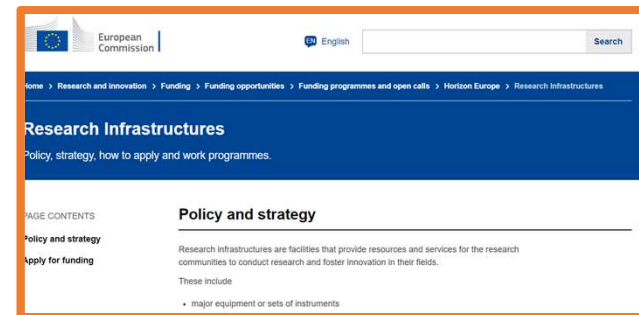 European
Commission
EN English
Search
Home > Research and innovation > Funding > Funding opportunities > Funding programmes and open calls > Horizon Europe > Research Infrastructures
Research Infrastructures
Policy, strategy, how to apply and work programmes.
PAGE CONTENTS
Policy and strategy
Apply for funding
Policy and strategy
Research infrastructures are facilities that provide resources and services for the research
communities to conduct research and foster innovation in their fields.
These include
• major equipment or sets of instruments